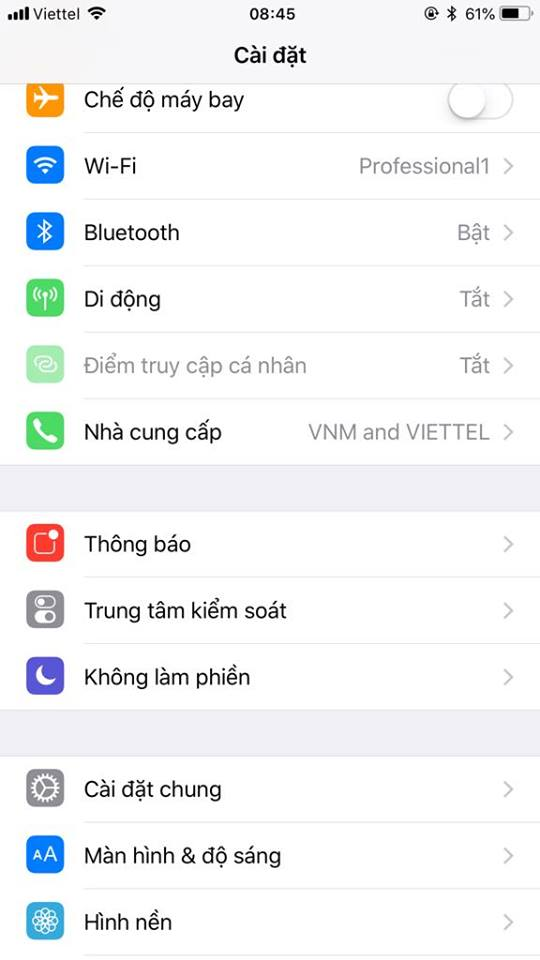 Viettel 08:45 61%
Cài đặt
Chế độ máy bay
Wi-Fi Professional1
Bluetooth Bật
Di động Tắt
Điểm truy cập cá nhân Tắt
Nhà cung cấp VNM and VIETTEL
Thông báo
Trung tâm kiểm soát
Không làm phiền
Cài đặt chung
AA Màn hình & độ sáng
Hình nền